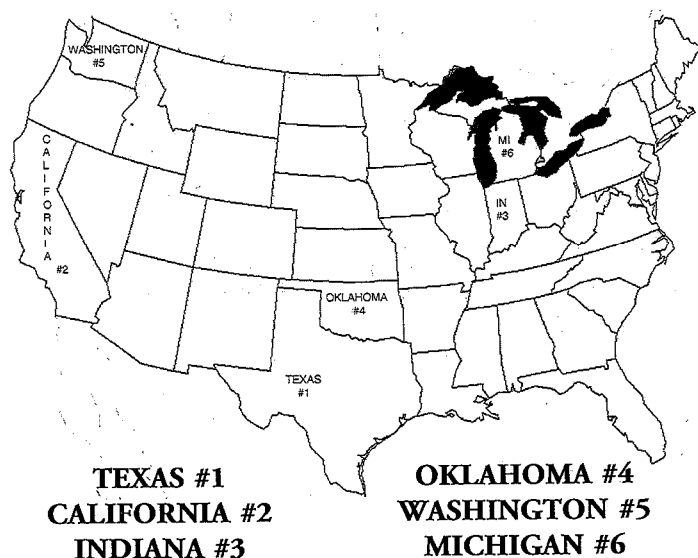 WASHINGTON
#5
CALIFORNIA
#2
MI
#6
IN
#3
OKLAHOMA
#4
TEXAS
#1
TEXAS #1
CALIFORNIA #2
INDIANA #3
OKLAHOMA #4
WASHINGTON #5
MICHIGAN #6